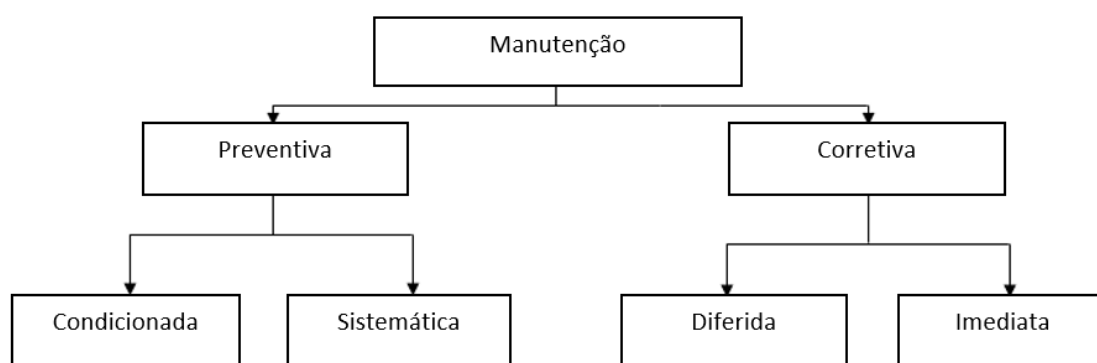 Manutenção
Preventiva
Corretiva
Condicionada
Sistemática
Diferida
Imediata